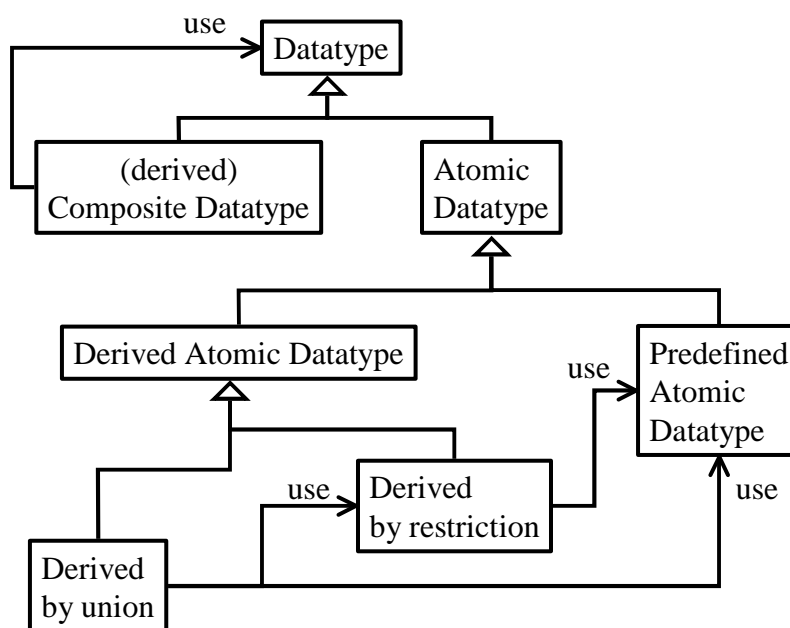 use
Datatype
(derived)
Composite Datatype
Atomic
Datatype
Derived Atomic Datatype
Predefined
Atomic
Datatype
use
use
Derived
by restriction
use
Derived
by union